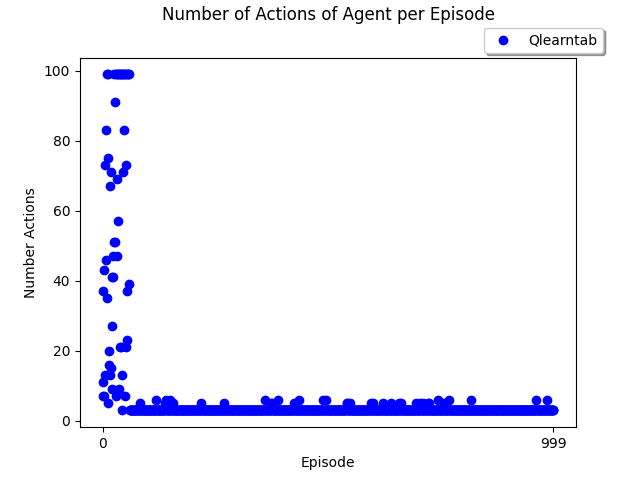 Number of Actions of Agent per Episode
Qlearntab
100
80
60
40
20
0
Number Actions
0
999
Episode